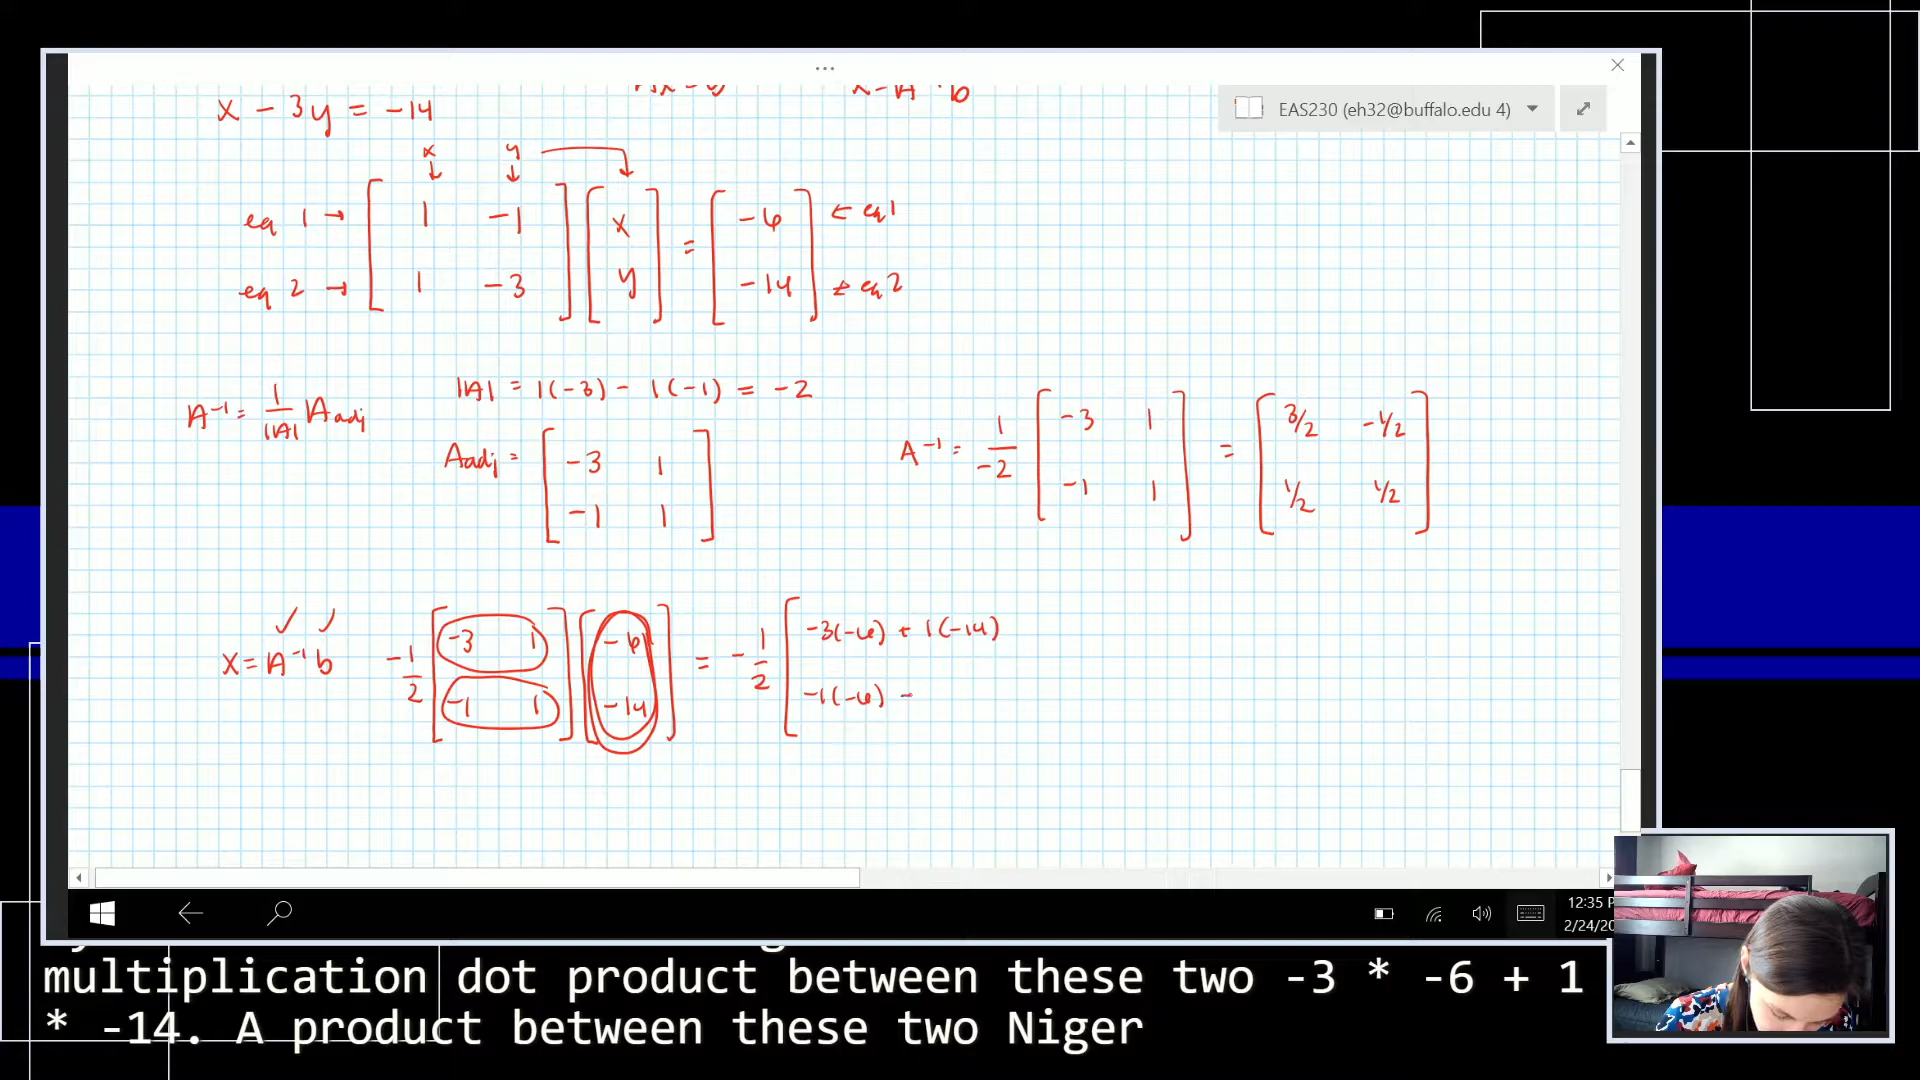 x - 3y = -14
EAS230 (eh32@buffalo.edu 4)
x y
eq 1 → [ 1 -1 ] [ x ] = [ -6 ] ← eq1
eq 2 → [ 1 -3 ] [ y ] [ -14 ] ← eq 2
A⁻¹ = 1/|A| Aadj
|A| = 1(-3) - 1(-1) = -2
Aadj = [ -3 1
-1 1 ]
A⁻¹ = 1/-2 [ -3 1 ] = [ 3/2 -1/2 ]
[ -1 1 ] [ 1/2 1/2 ]
✓ ✓
x = A⁻¹ b
-1/2 [ -3 1 ] [ -6 ] = -1/2 [ -3(-6) + 1(-14)
[ -1 1 ] [ -14 ] [ -1(-6) -
12:35 P
2/24/20
multiplication dot product between these two -3 * -6 + 1
* -14. A product between these two Niger